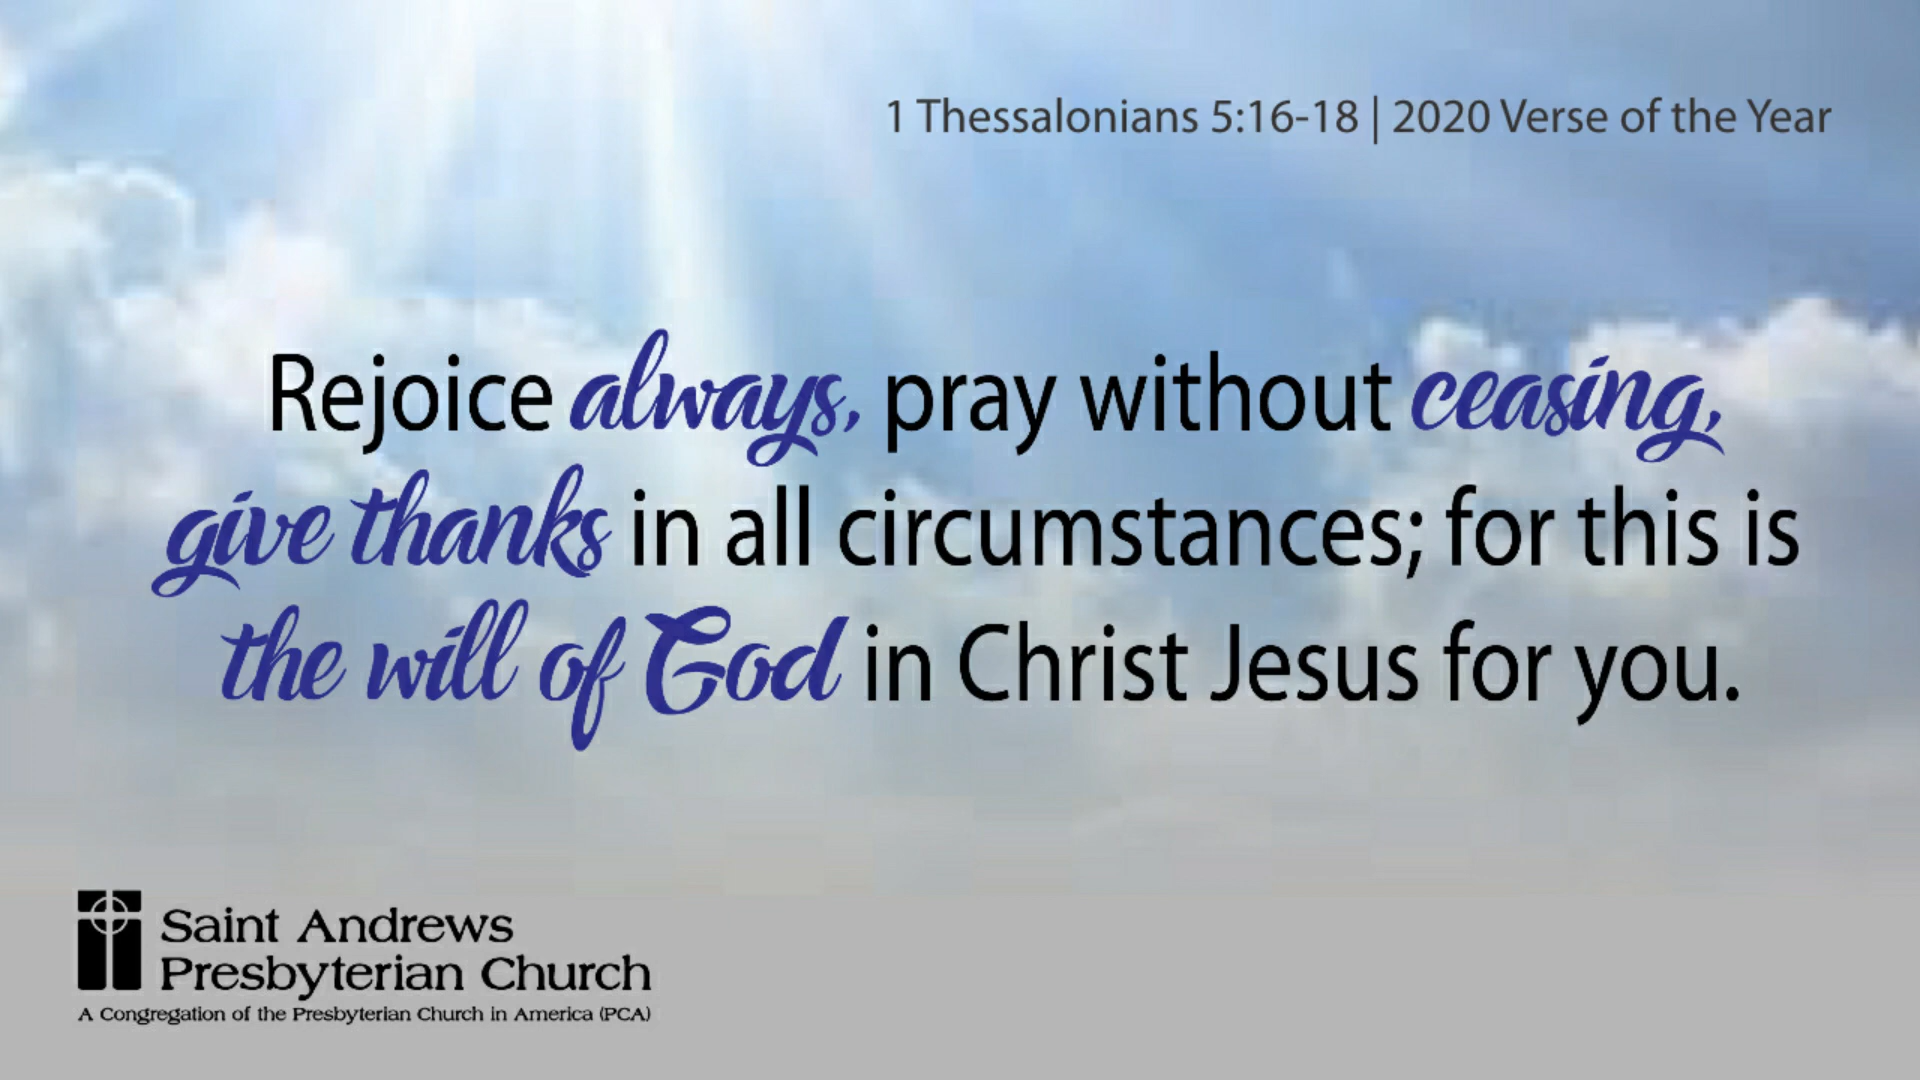 1 Thessalonians 5:16-18 | 2020 Verse of the Year
Rejoice always, pray without ceasing,
give thanks in all circumstances; for this is
the will of God in Christ Jesus for you.
Saint Andrews
Presbyterian Church
A Congregation of the Presbyterian Church in America (PCA)